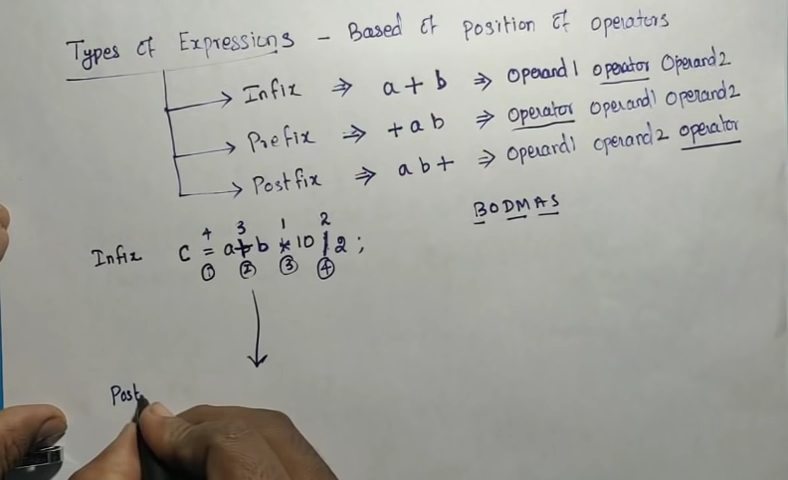 Types of Expressions - Based of position of operators
Infix ⇒ a + b ⇒ operand1 operator operand2
Prefix ⇒ + a b ⇒ operator operand1 operand2
Postfix ⇒ a b + ⇒ operand1 operand2 operator
BODMAS
4 3 1 2
Infix C = a + b * 10 / 2 ;
① ② ③ ④
Post